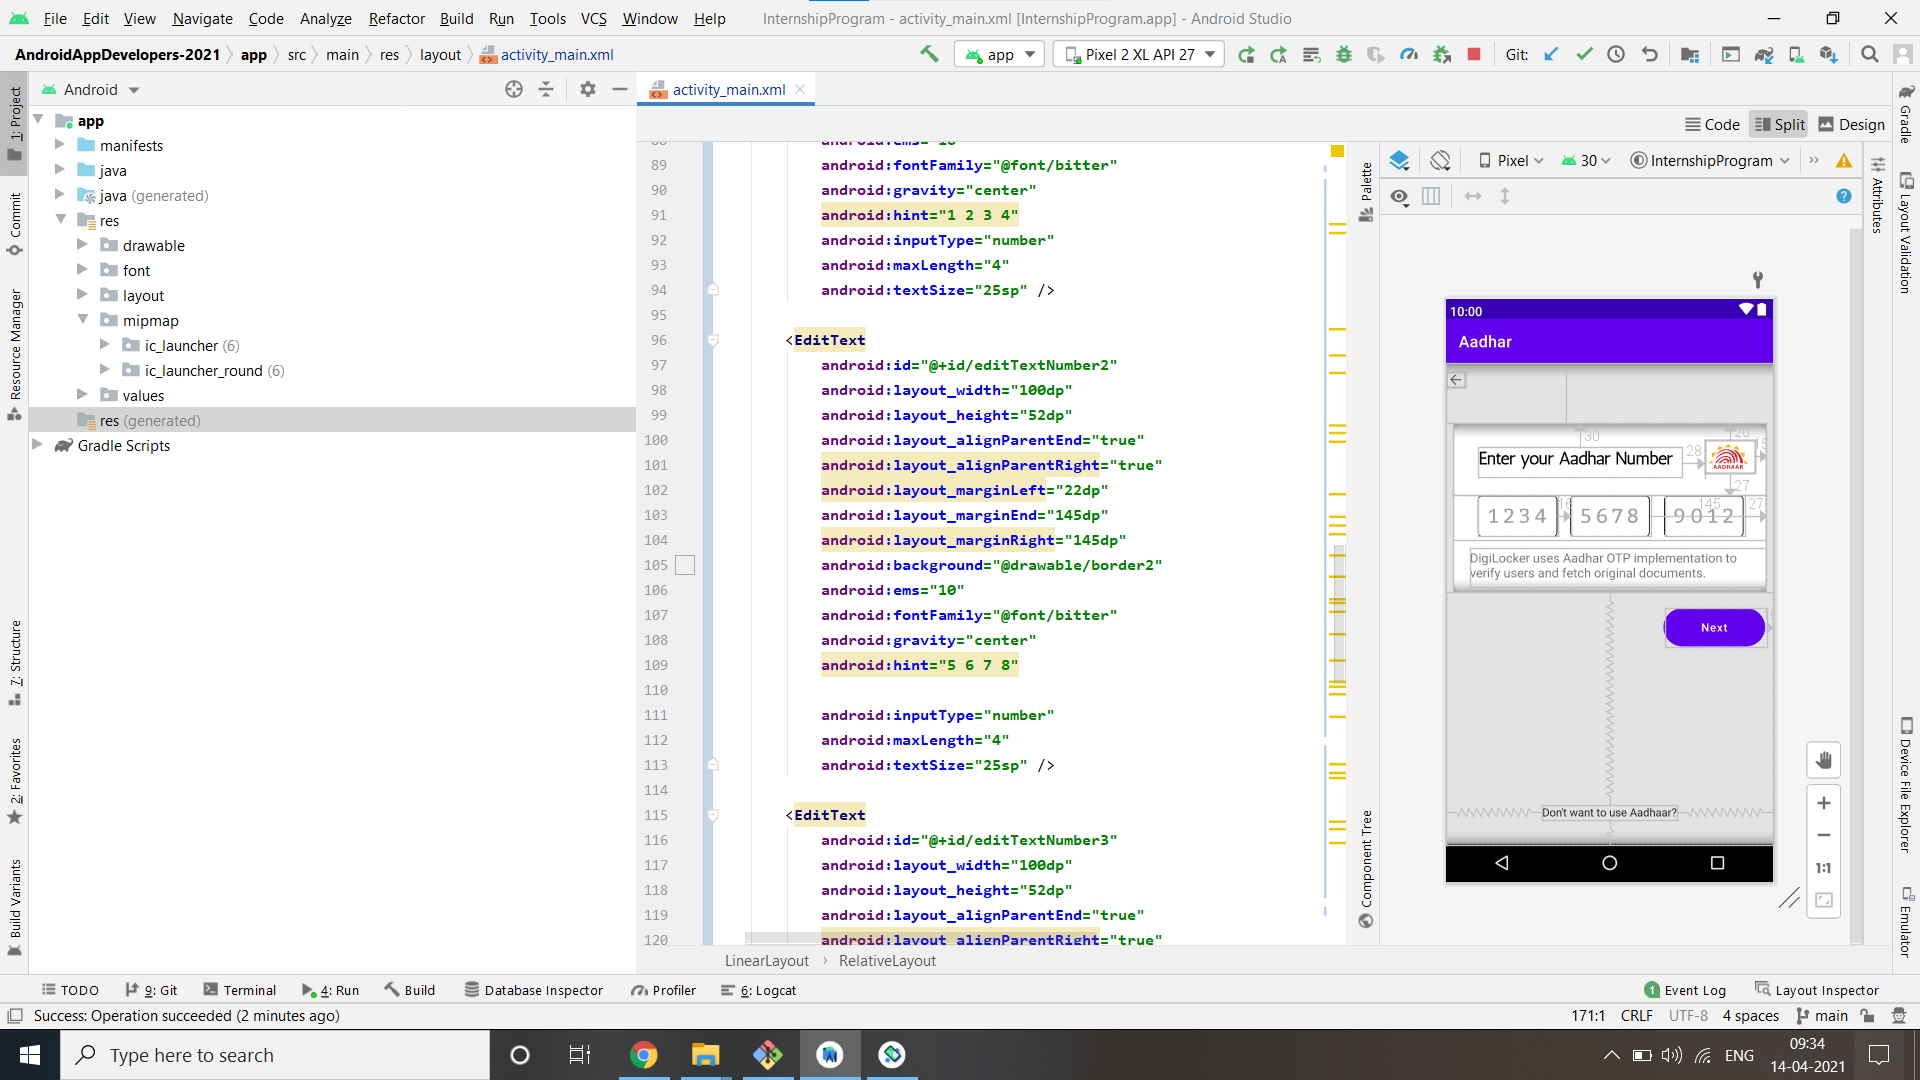 File Edit View Navigate Code Analyze Refactor Build Run Tools VCS Window Help InternshipProgram - activity_main.xml [InternshipProgram.app] - Android Studio
AndroidAppDevelopers-2021 app src main res layout activity_main.xml app Pixel 2 XL API 27 Git:
Android
activity_main.xml
Code Split Design
1: Project
Commit
Resource Manager
7: Structure
2: Favorites
Build Variants
app
manifests
java
java (generated)
res
drawable
font
layout
mipmap
ic_launcher (6)
ic_launcher_round (6)
values
res (generated)
Gradle Scripts
89 android:fontFamily="@font/bitter"
90 android:gravity="center"
91 android:hint="1 2 3 4"
92 android:inputType="number"
93 android:maxLength="4"
94 android:textSize="25sp" />
95
96 <EditText
97 android:id="@+id/editTextNumber2"
98 android:layout_width="100dp"
99 android:layout_height="52dp"
100 android:layout_alignParentEnd="true"
101 android:layout_alignParentRight="true"
102 android:layout_marginLeft="22dp"
103 android:layout_marginEnd="145dp"
104 android:layout_marginRight="145dp"
105 android:background="@drawable/border2"
106 android:ems="10"
107 android:fontFamily="@font/bitter"
108 android:gravity="center"
109 android:hint="5 6 7 8"
110
111 android:inputType="number"
112 android:maxLength="4"
113 android:textSize="25sp" />
114
115 <EditText
116 android:id="@+id/editTextNumber3"
117 android:layout_width="100dp"
118 android:layout_height="52dp"
119 android:layout_alignParentEnd="true"
120 android:layout_alignParentRight="true"
LinearLayout RelativeLayout
Palette
Component Tree
Pixel 30 InternshipProgram
10:00
Aadhar
30 20
Enter your Aadhar Number 28 AADHAAR
27
1 2 3 4 5 6 7 8 145 9 0 1 2 27
DigiLocker uses Aadhar OTP implementation to
verify users and fetch original documents.
Next
Don't want to use Aadhaar?
1:1
Attributes
Gradle
Layout Validation
Device File Explorer
Emulator
TODO 9: Git Terminal 4: Run Build Database Inspector Profiler 6: Logcat 1 Event Log Layout Inspector
Success: Operation succeeded (2 minutes ago) 171:1 CRLF UTF-8 4 spaces main
Type here to search ENG 09:34
14-04-2021